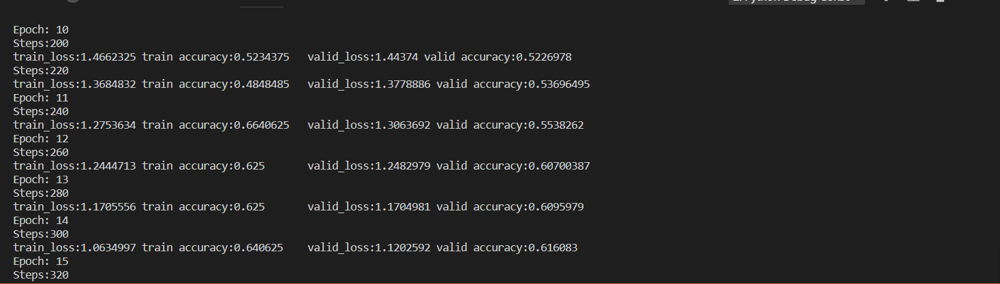 Epoch: 10
Steps:200
train_loss:1.4662325 train accuracy:0.5234375 valid_loss:1.44374 valid accuracy:0.5226978
Steps:220
train_loss:1.3684832 train accuracy:0.4848485 valid_loss:1.3778886 valid accuracy:0.53696495
Epoch: 11
Steps:240
train_loss:1.2753634 train accuracy:0.6640625 valid_loss:1.3063692 valid accuracy:0.5538262
Epoch: 12
Steps:260
train_loss:1.2444713 train accuracy:0.625 valid_loss:1.2482979 valid accuracy:0.60700387
Epoch: 13
Steps:280
train_loss:1.1705556 train accuracy:0.625 valid_loss:1.1704981 valid accuracy:0.6095979
Epoch: 14
Steps:300
train_loss:1.0634997 train accuracy:0.640625 valid_loss:1.1202592 valid accuracy:0.616083
Epoch: 15
Steps:320